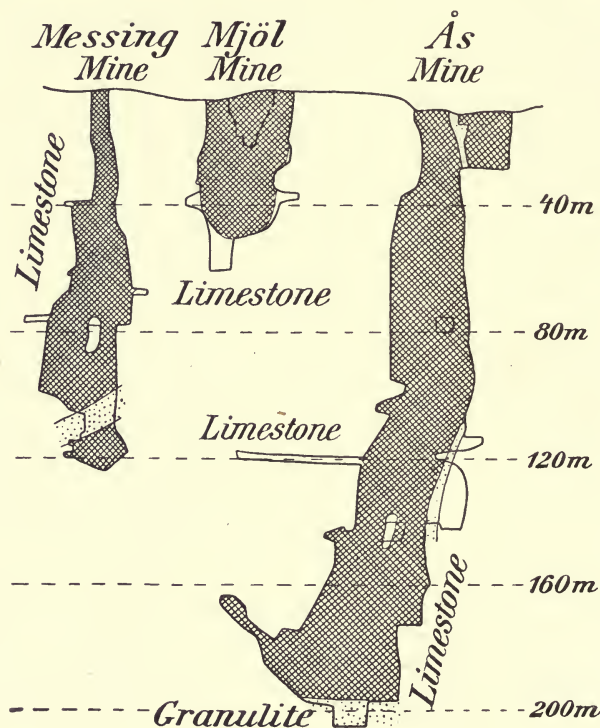 Messing
Mine
Mjöl
Mine
Ås
Mine
Limestone
40m
Limestone
80m
Limestone
120m
Limestone
160m
Granulite
200m